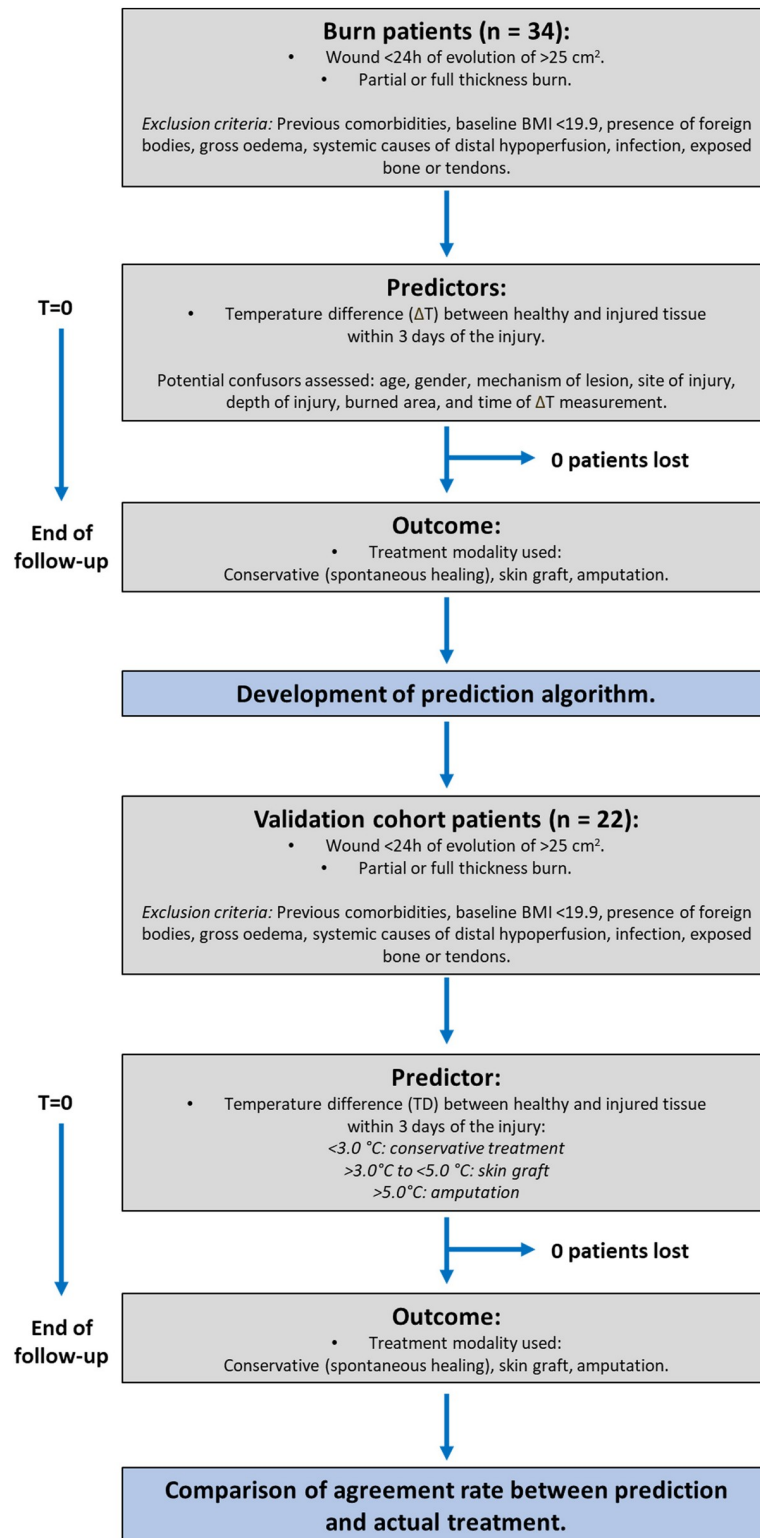 Burn patients (n = 34):
• Wound <24h of evolution of >25 cm².
• Partial or full thickness burn.
Exclusion criteria: Previous comorbidities, baseline BMI <19.9, presence of foreign
bodies, gross oedema, systemic causes of distal hypoperfusion, infection, exposed
bone or tendons.
T=0
Predictors:
• Temperature difference (ΔT) between healthy and injured tissue
within 3 days of the injury.
Potential confusors assessed: age, gender, mechanism of lesion, site of injury,
depth of injury, burned area, and time of ΔT measurement.
0 patients lost
End of
follow-up
Outcome:
• Treatment modality used:
Conservative (spontaneous healing), skin graft, amputation.
Development of prediction algorithm.
Validation cohort patients (n = 22):
• Wound <24h of evolution of >25 cm².
• Partial or full thickness burn.
Exclusion criteria: Previous comorbidities, baseline BMI <19.9, presence of foreign
bodies, gross oedema, systemic causes of distal hypoperfusion, infection, exposed
bone or tendons.
T=0
Predictor:
• Temperature difference (TD) between healthy and injured tissue
within 3 days of the injury:
<3.0 °C: conservative treatment
>3.0°C to <5.0 °C: skin graft
>5.0°C: amputation
0 patients lost
End of
follow-up
Outcome:
• Treatment modality used:
Conservative (spontaneous healing), skin graft, amputation.
Comparison of agreement rate between prediction
and actual treatment.